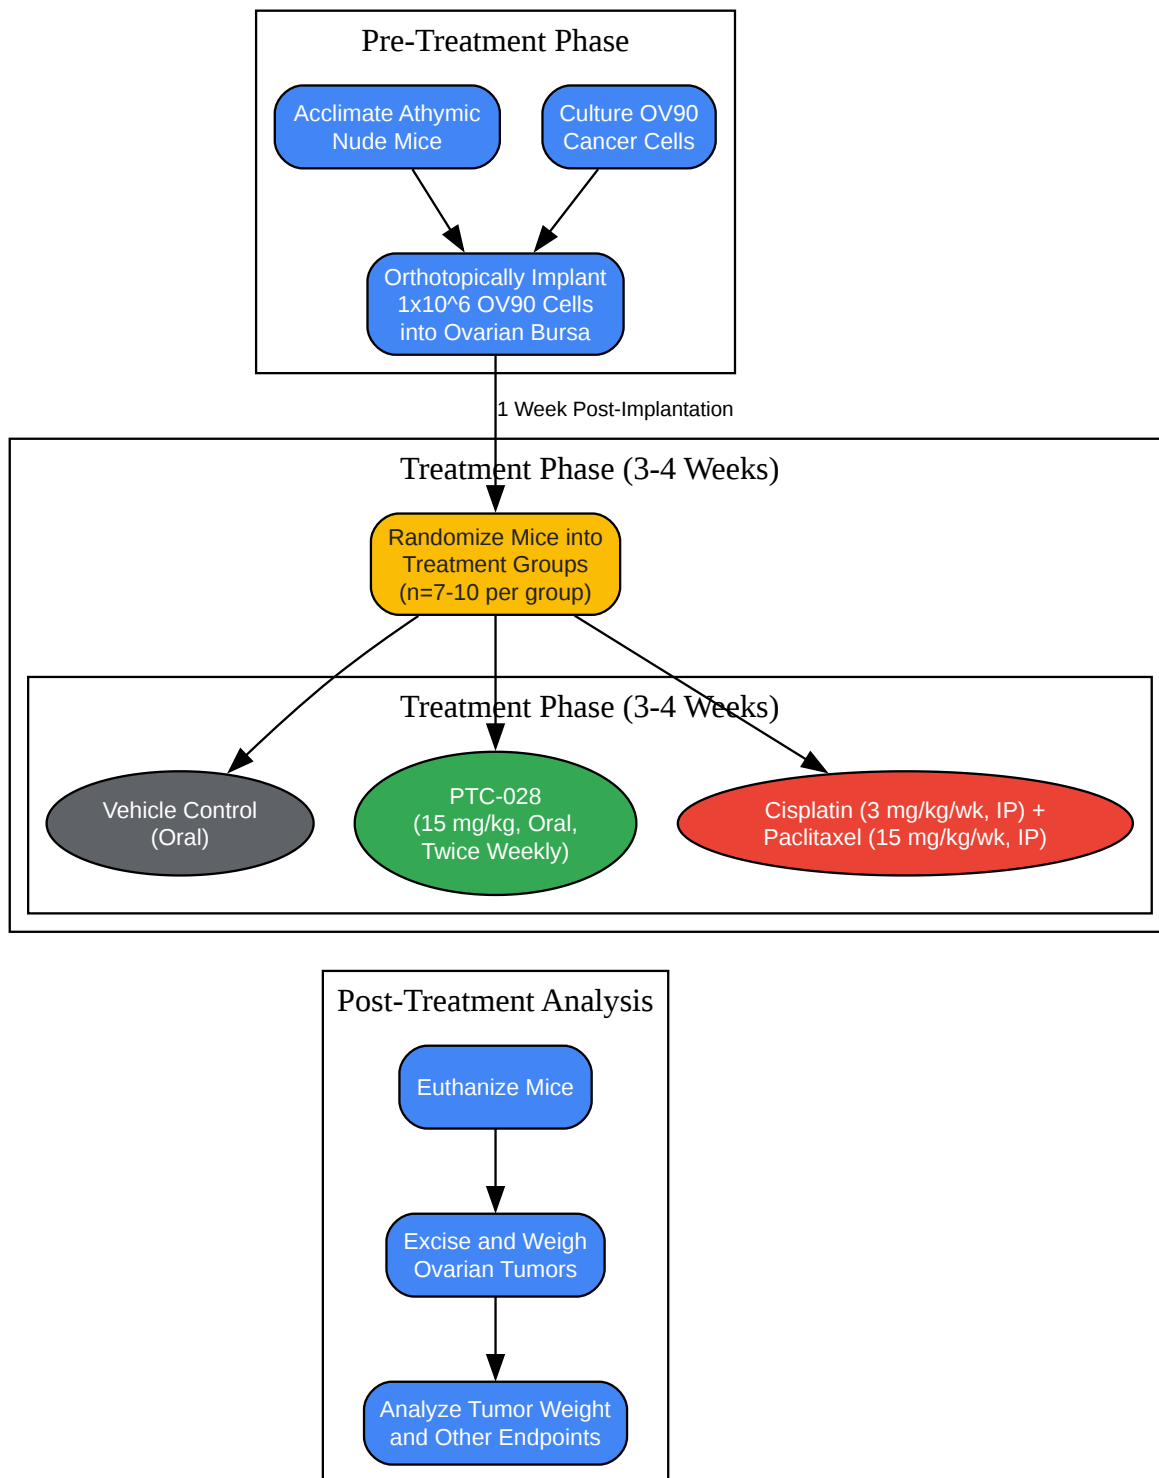 Pre-Treatment Phase
Acclimate Athymic
Nude Mice
Culture OV90
Cancer Cells
Orthotopically Implant
1x10^6 OV90 Cells
into Ovarian Bursa
1 Week Post-Implantation
Treatment Phase (3-4 Weeks)
Randomize Mice into
Treatment Groups
(n=7-10 per group)
Treatment Phase (3-4 Weeks)
Vehicle Control
(Oral)
PTC-028
(15 mg/kg, Oral,
Twice Weekly)
Cisplatin (3 mg/kg/wk, IP) +
Paclitaxel (15 mg/kg/wk, IP)
Post-Treatment Analysis
Euthanize Mice
Excise and Weigh
Ovarian Tumors
Analyze Tumor Weight
and Other Endpoints